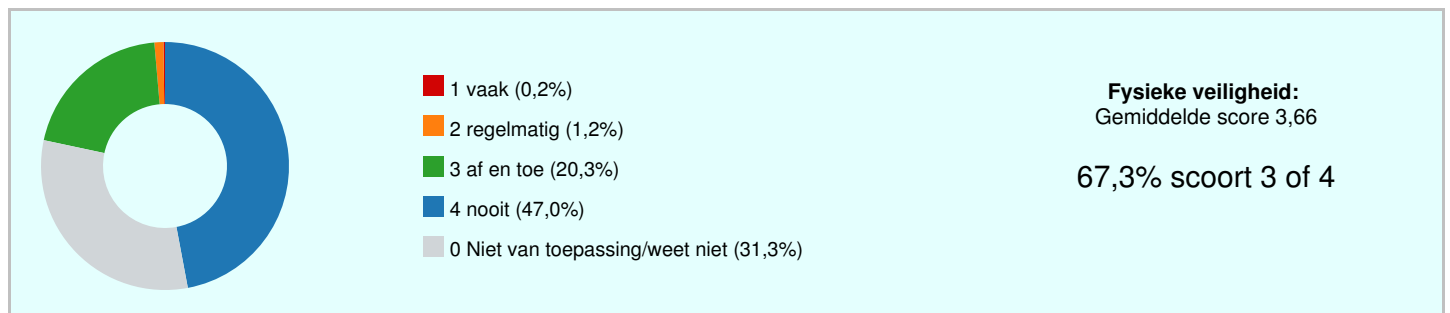 1 vaak (0,2%)
2 regelmatig (1,2%)
3 af en toe (20,3%)
4 nooit (47,0%)
0 Niet van toepassing/weet niet (31,3%)
Fysieke veiligheid:
Gemiddelde score 3,66
67,3% scoort 3 of 4